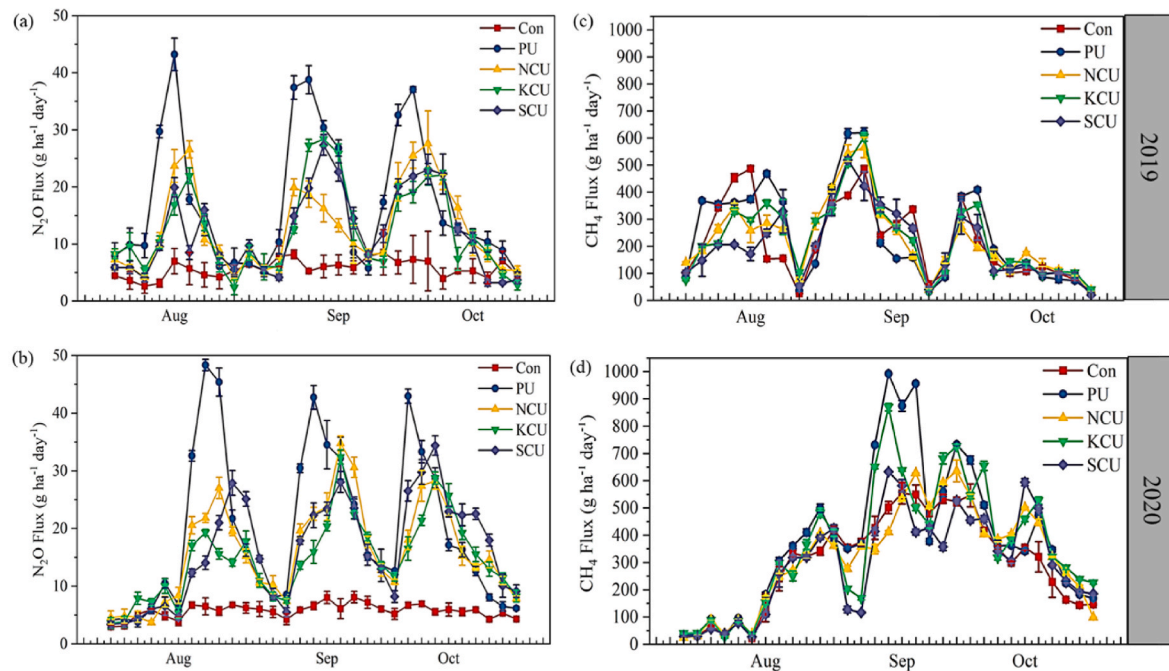 (a)
50
40
30
20
10
0
N₂O Flux (g ha⁻¹ day⁻¹)
Con
PU
NCU
KCU
SCU
Aug Sep Oct
(c)
1000
900
800
700
600
500
400
300
200
100
0
CH₄ Flux (g ha⁻¹ day⁻¹)
Con
PU
NCU
KCU
SCU
Aug Sep Oct
2019
(b)
50
40
30
20
10
0
N₂O Flux (g ha⁻¹ day⁻¹)
Con
PU
NCU
KCU
SCU
Aug Sep Oct
(d)
1000
900
800
700
600
500
400
300
200
100
0
CH₄ Flux (g ha⁻¹ day⁻¹)
Con
PU
NCU
KCU
SCU
Aug Sep Oct
2020